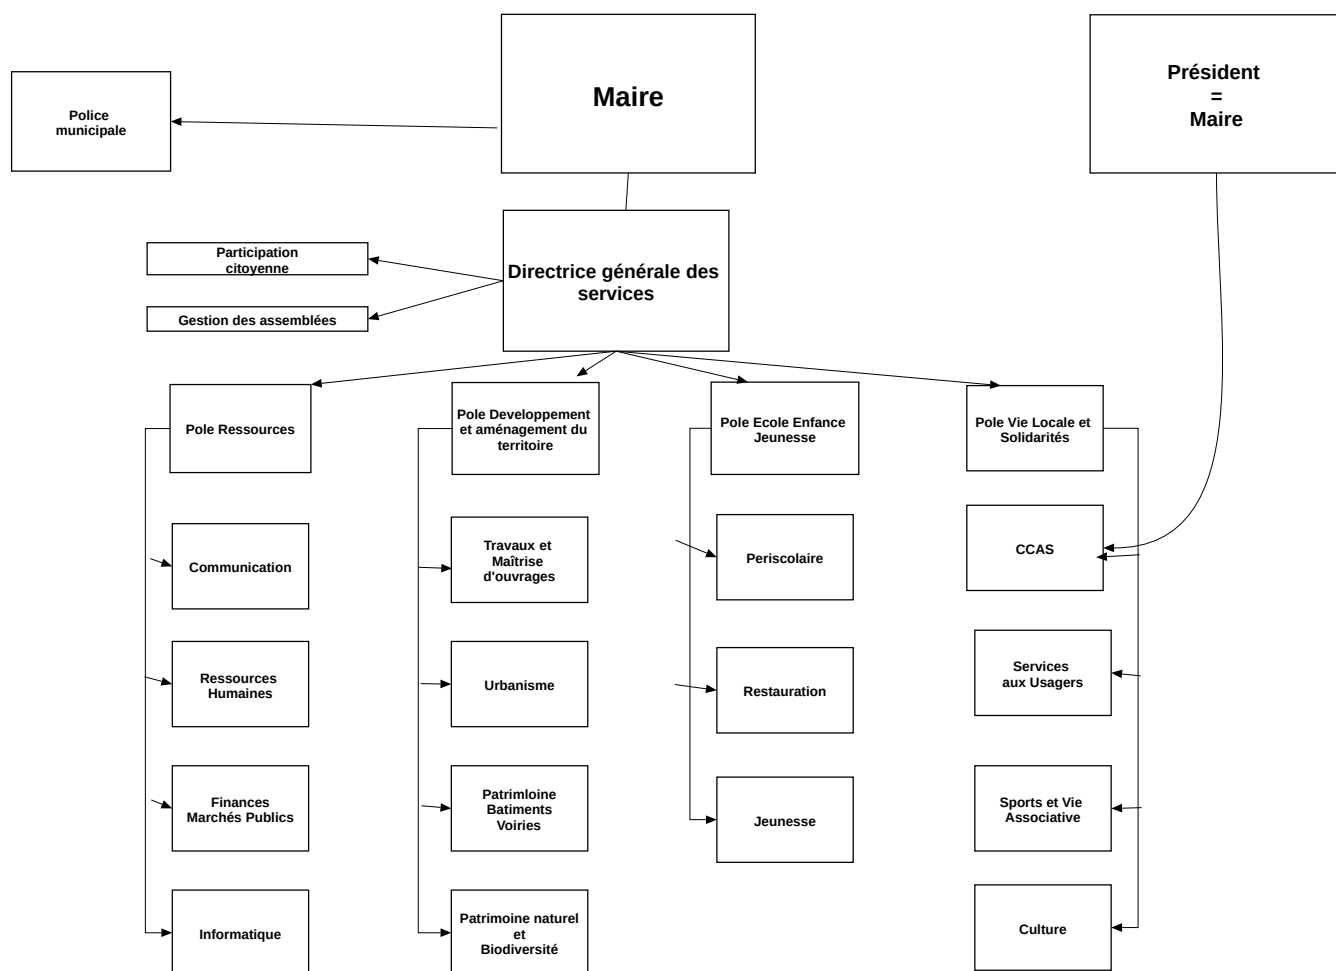 Maire
Président
=
Maire
Police
municipale
Directrice générale des
services
Participation
citoyenne
Gestion des assemblées
Pole Ressources
Pole Developpement
et aménagement du
territoire
Pole Ecole Enfance
Jeunesse
Pole Vie Locale et
Solidarités
Communication
Travaux et
Maîtrise
d'ouvrages
Periscolaire
CCAS
Ressources
Humaines
Urbanisme
Restauration
Services
aux Usagers
Finances
Marchés Publics
Patrimloine
Batiments
Voiries
Jeunesse
Sports et Vie
Associative
Informatique
Patrimoine naturel
et
Biodiversité
Culture